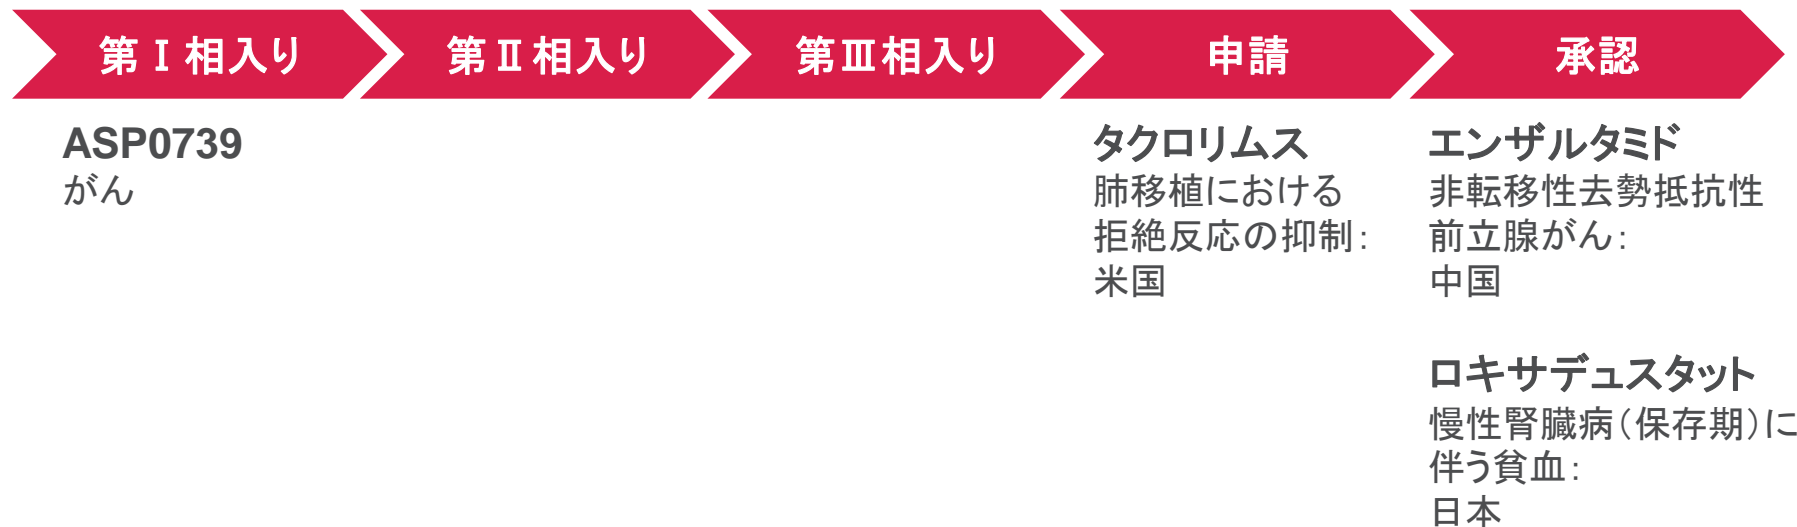 第Ⅰ相入り
第Ⅱ相入り
第Ⅲ相入り
申請
承認
ASP0739
がん
タクロリムス
肺移植における
拒絶反応の抑制：
米国
エンザルタミド
非転移性去勢抵抗性
前立腺がん：
中国
ロキサデュスタット
慢性腎臓病（保存期）に
伴う貧血：
日本